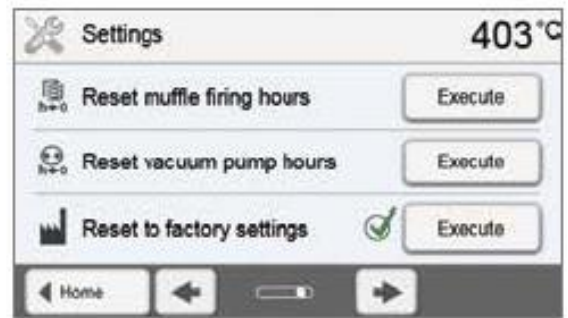 Settings
403°C
Reset muffle firing hours
Execute
h→0
Reset vacuum pump hours
Execute
h→0
Reset to factory settings
Execute
Home